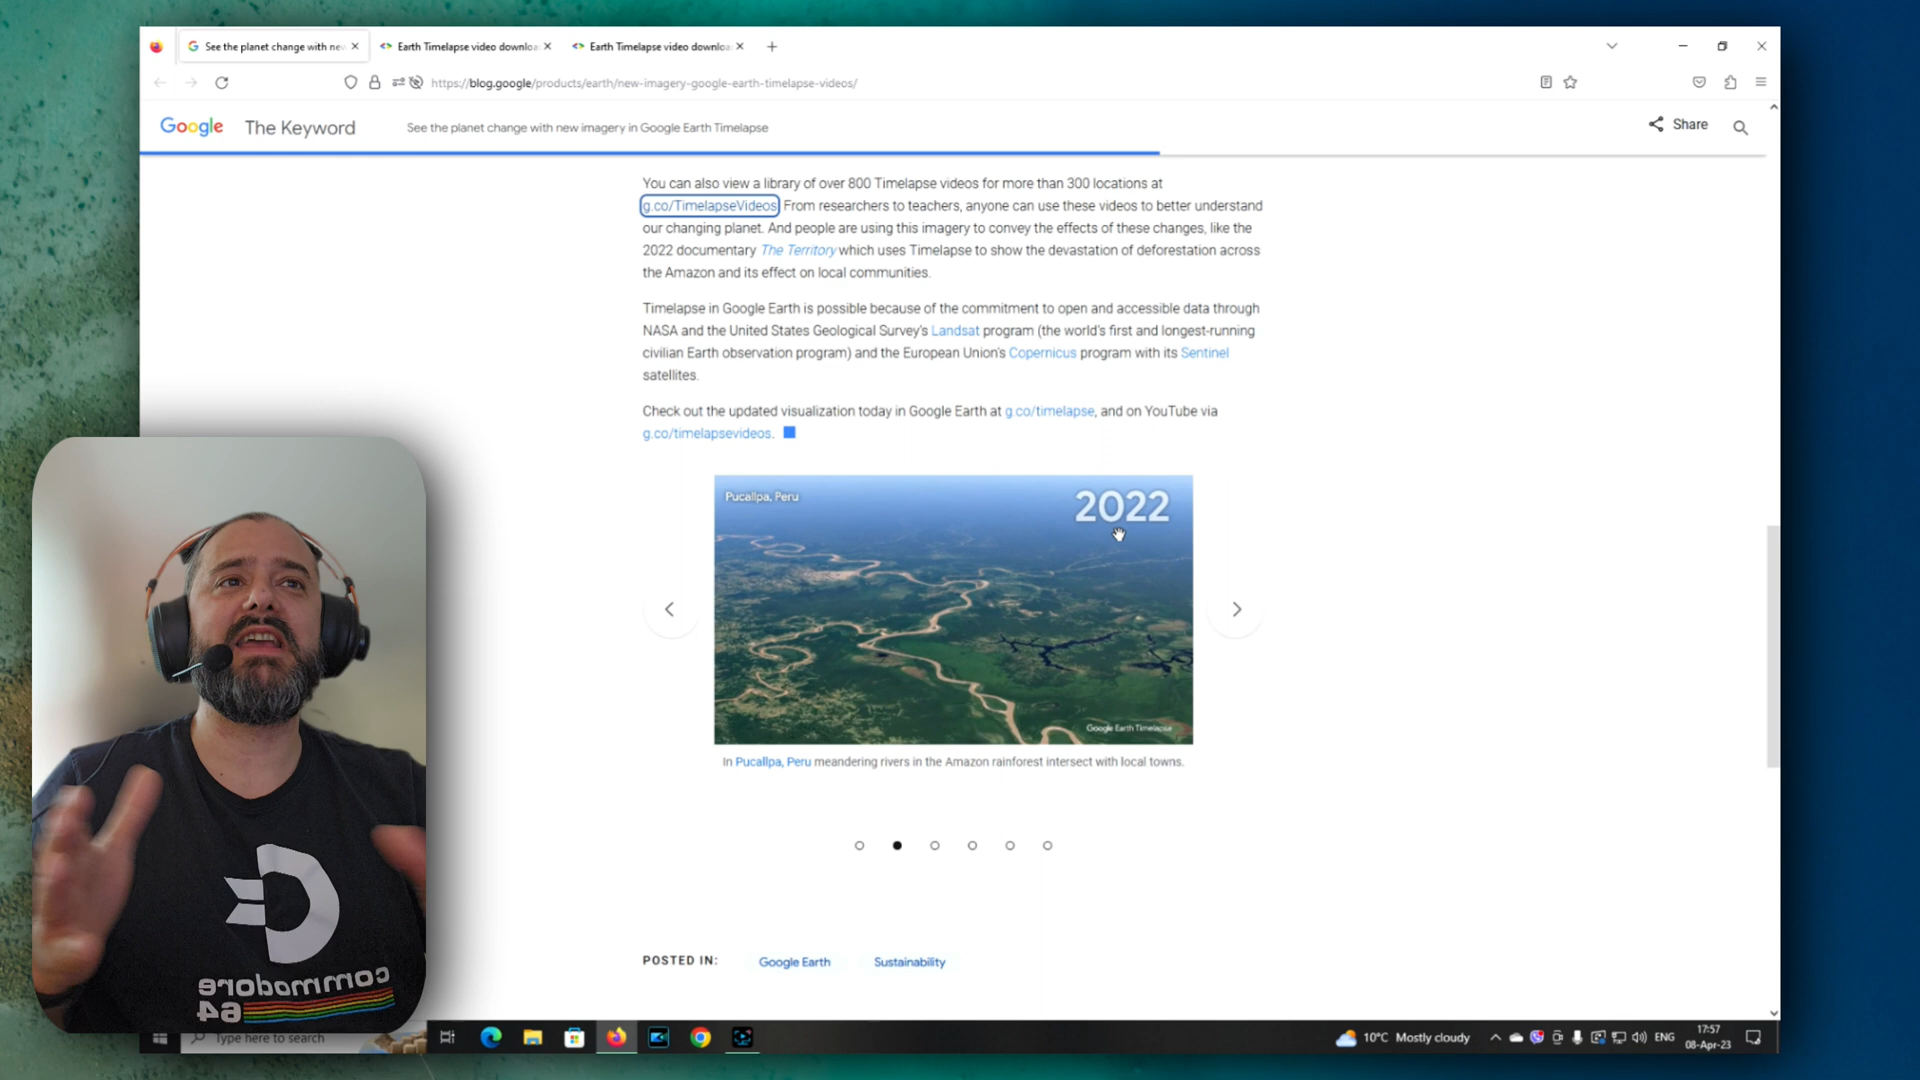 See the planet change with new
Earth Timelapse video downloa
Earth Timelapse video downloa
https://blog.google/products/earth/new-imagery-google-earth-timelapse-videos/
Google The Keyword
See the planet change with new imagery in Google Earth Timelapse
Share
You can also view a library of over 800 Timelapse videos for more than 300 locations at
g.co/TimelapseVideos From researchers to teachers, anyone can use these videos to better understand
our changing planet. And people are using this imagery to convey the effects of these changes, like the
2022 documentary The Territory which uses Timelapse to show the devastation of deforestation across
the Amazon and its effect on local communities.
Timelapse in Google Earth is possible because of the commitment to open and accessible data through
NASA and the United States Geological Survey's Landsat program (the world's first and longest-running
civilian Earth observation program) and the European Union's Copernicus program with its Sentinel
satellites.
Check out the updated visualization today in Google Earth at g.co/timelapse, and on YouTube via
g.co/timelapsevideos.
Pucallpa, Peru
2022
Google Earth Timelapse
In Pucallpa, Peru meandering rivers in the Amazon rainforest intersect with local towns.
POSTED IN:
Google Earth
Sustainability
commodore
64
Type here to search
10°C Mostly cloudy
ENG
17:57
08-Apr-23